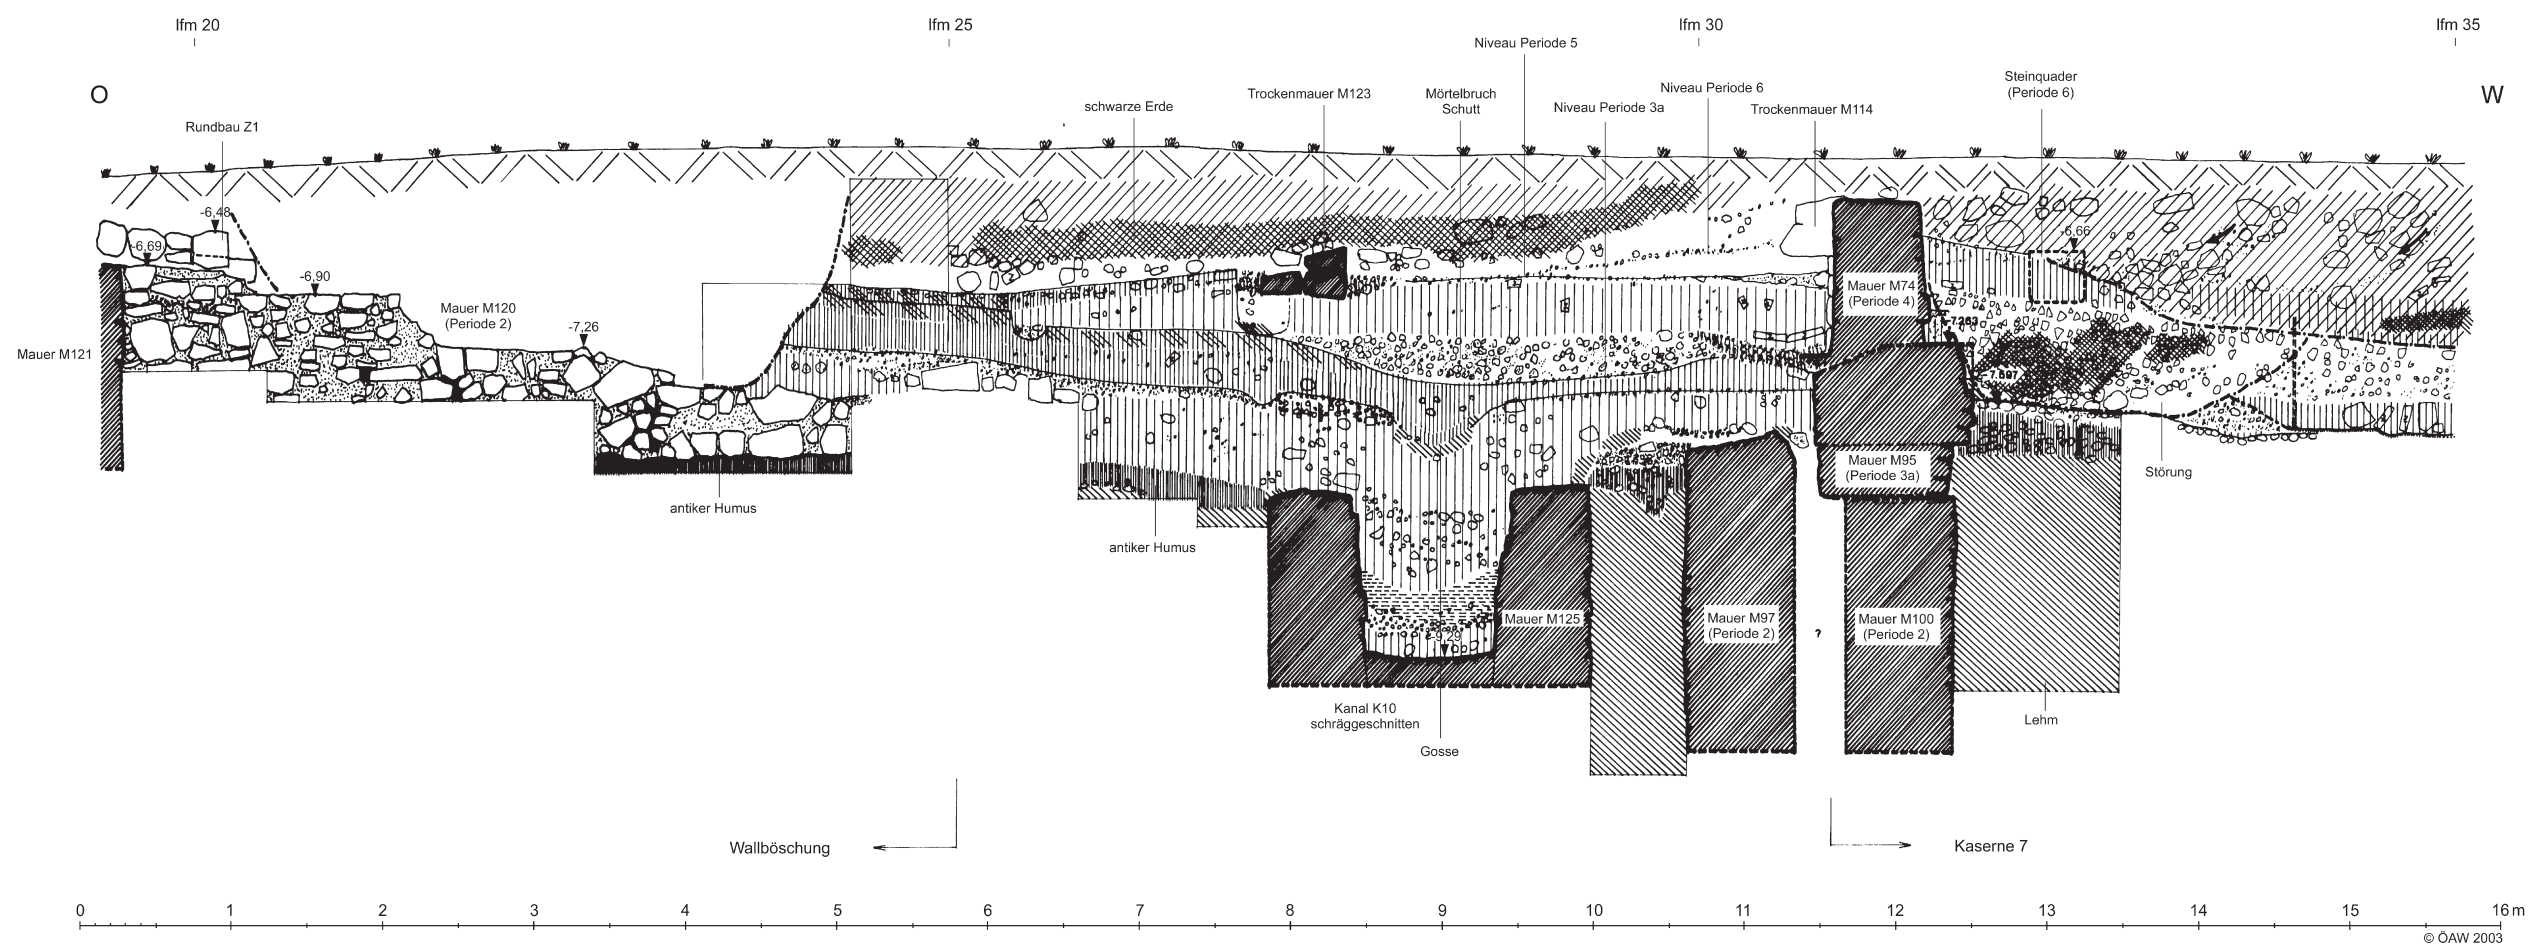 lfm 20
lfm 25
lfm 30
lfm 35
O
W
Niveau Periode 5
Steinquader
(Periode 6)
Niveau Periode 6
Trockenmauer M123
Mörtelbruch
Schutt
schwarze Erde
Niveau Periode 3a
Trockenmauer M114
Rundbau Z1
-6,48
-6,69
-6,66
-6,90
Mauer M74
(Periode 4)
Mauer M120
(Periode 2)
-7,26
Mauer M121
Mauer M95
(Periode 3a)
Störung
antiker Humus
antiker Humus
Mauer M125
Mauer M97
(Periode 2)
?
Mauer M100
(Periode 2)
-9,29
Kanal K10
schräggeschnitten
Gosse
Lehm
Wallböschung
Kaserne 7
0 1 2 3 4 5 6 7 8 9 10 11 12 13 14 15 16 m
© ÖAW 2003